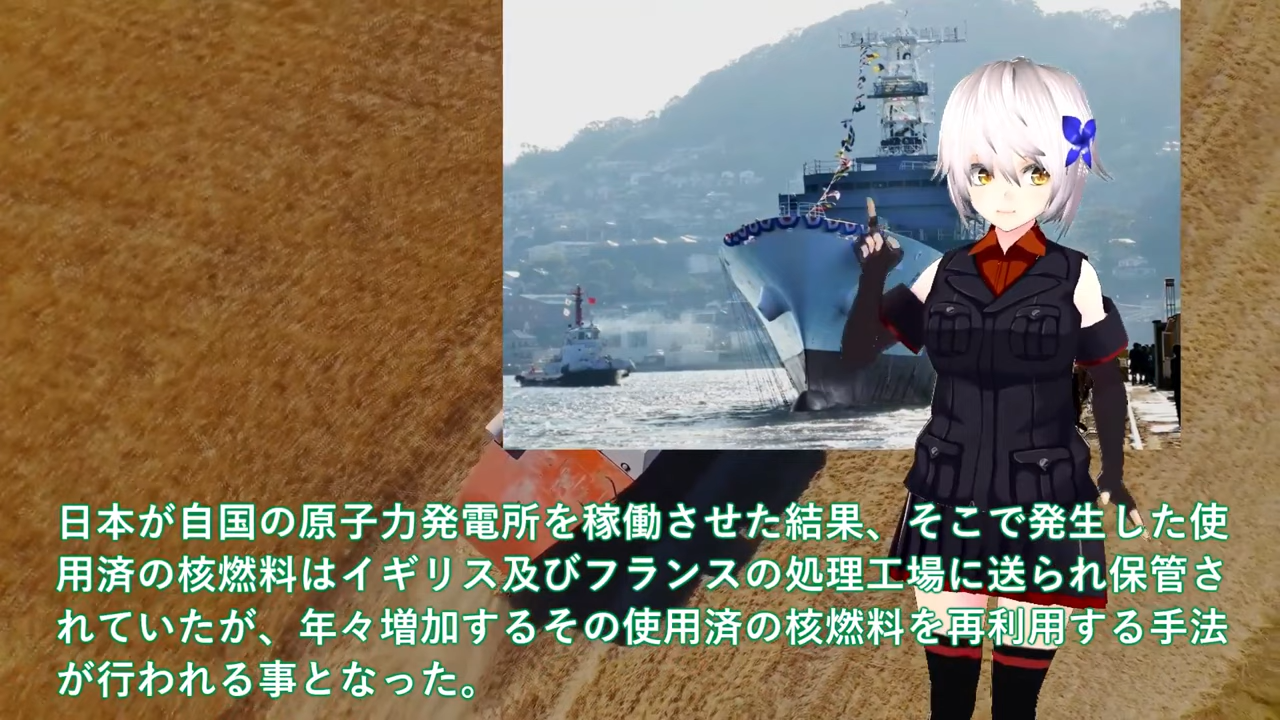 日本が自国の原子力発電所を稼働させた結果、そこで発生した使
用済の核燃料はイギリス及びフランスの処理工場に送られ保管さ
れていたが、年々増加するその使用済の核燃料を再利用する手法
が行われる事となった。